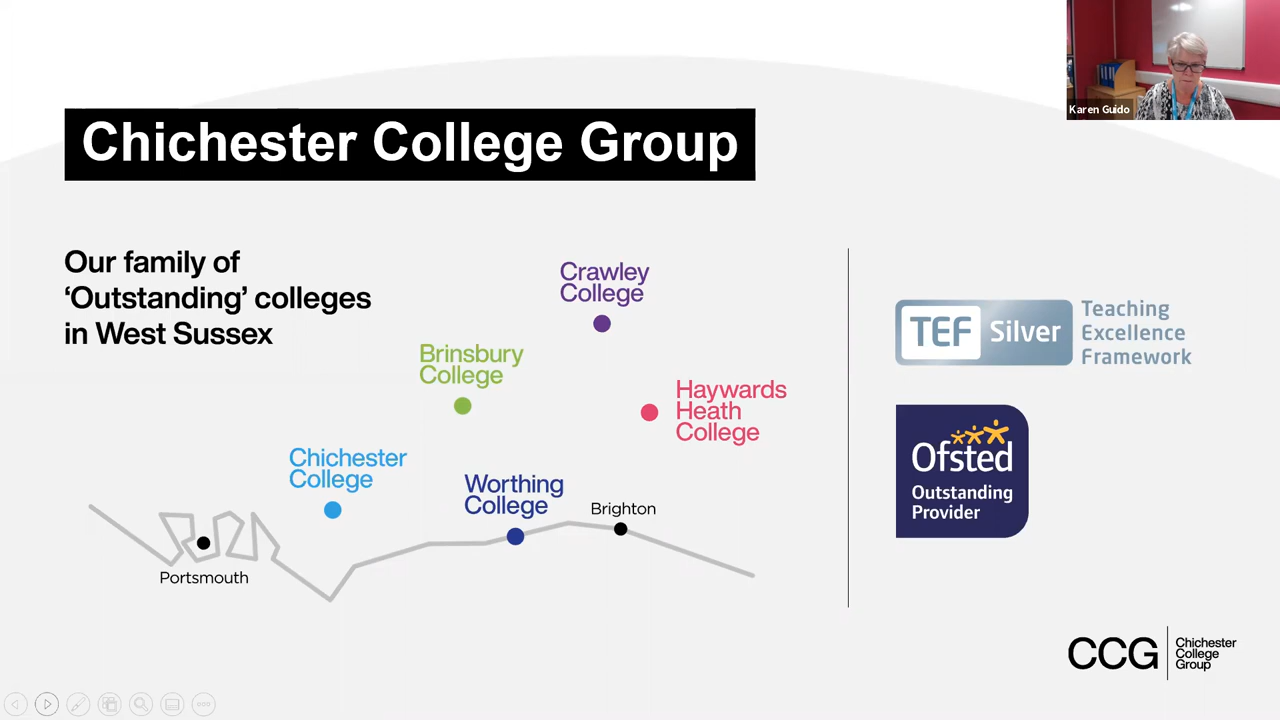 Karen Guido
Chichester College Group
Our family of
‘Outstanding’ colleges
in West Sussex
Crawley
College
Brinsbury
College
Haywards
Heath
College
Chichester
College
Worthing
College
Brighton
Portsmouth
TEF Silver
Teaching
Excellence
Framework
Ofsted
Outstanding
Provider
CCG
Chichester
College
Group